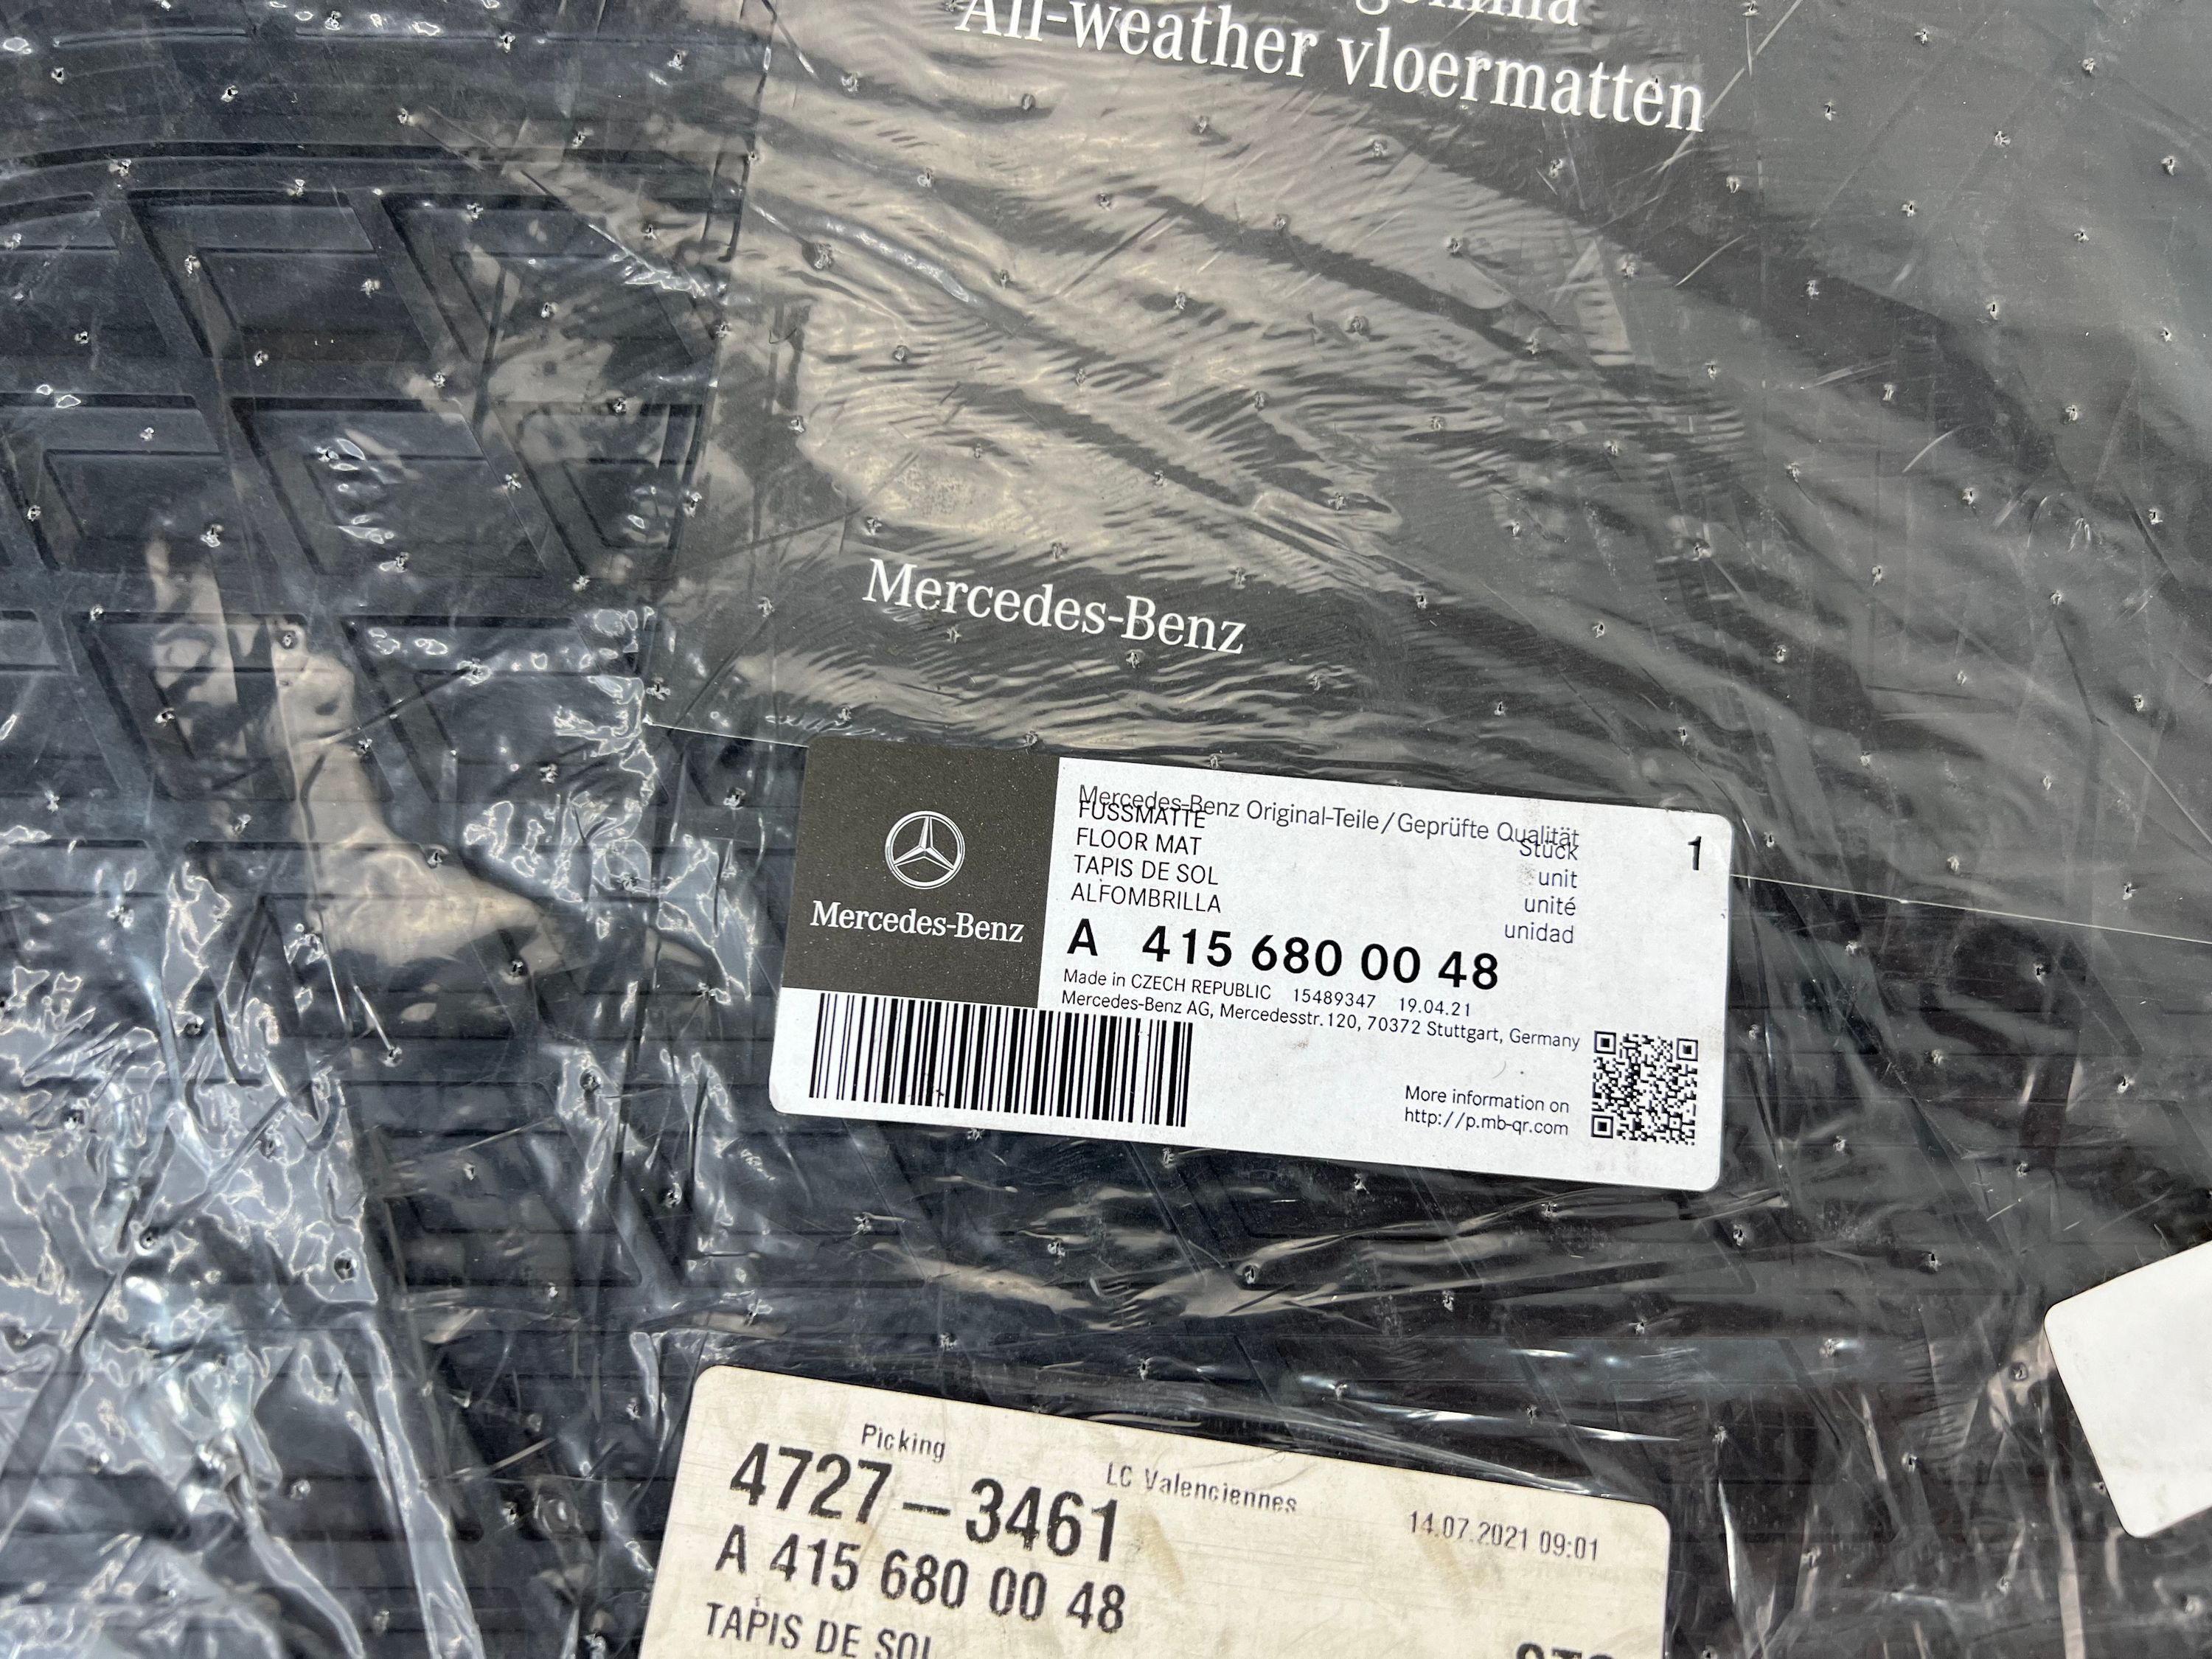 All-weather vloermatten
Mercedes-Benz
Mercedes-Benz
Mercedes-Benz Original-Teile/Geprüfte Qualität
FUSSMATTE Stück 1
FLOOR MAT unit
TAPIS DE SOL unité
ALFOMBRILLA unidad
A 415 680 00 48
Made in CZECH REPUBLIC 15489347 19.04.21
Mercedes-Benz AG, Mercedesstr.120, 70372 Stuttgart, Germany
More information on
http://p.mb-qr.com
Picking
LC Valenciennes
4727-3461
14.07.2021 09:01
A 415 680 00 48
TAPIS DE SOL